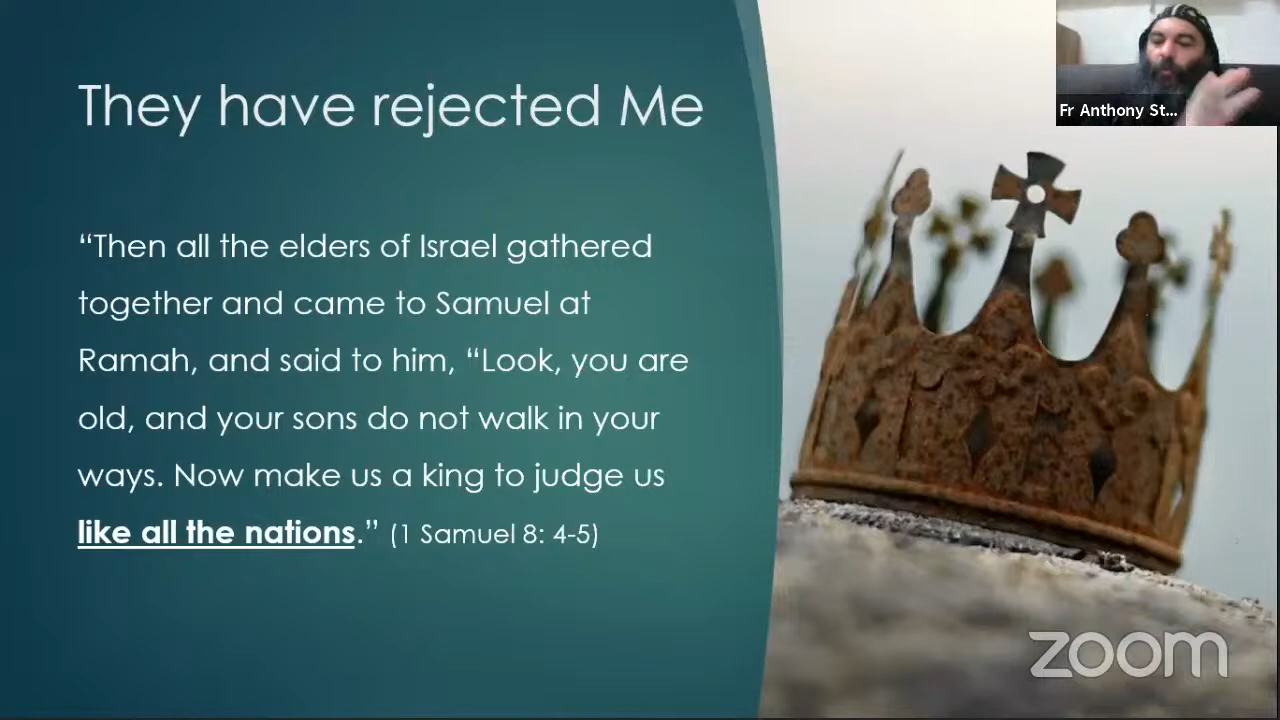 They have rejected Me
“Then all the elders of Israel gathered
together and came to Samuel at
Ramah, and said to him, “Look, you are
old, and your sons do not walk in your
ways. Now make us a king to judge us
like all the nations.” (1 Samuel 8: 4-5)
Fr Anthony St...
zoom